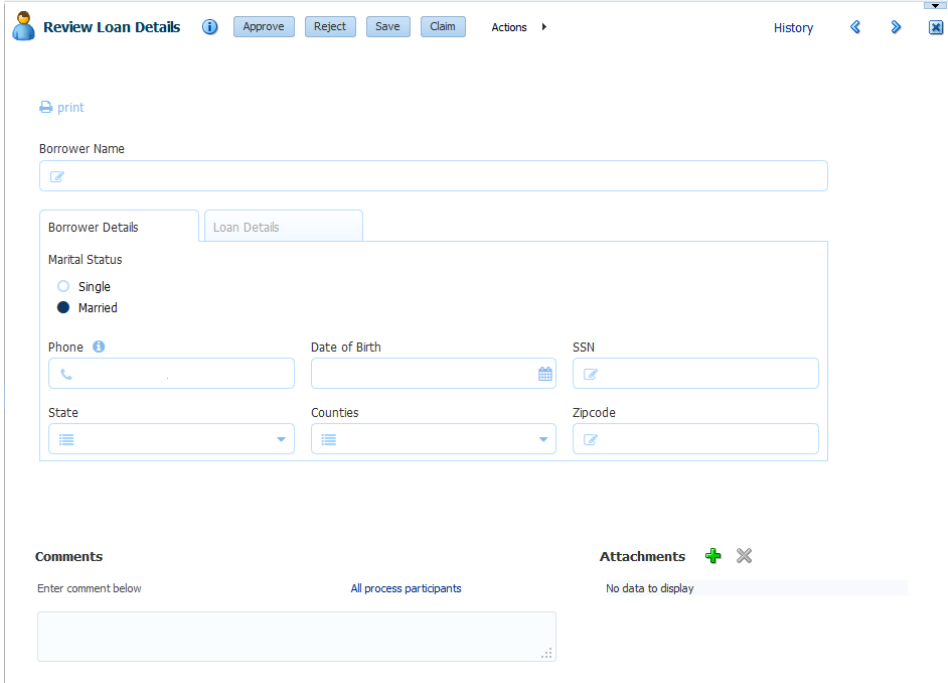 Review Loan Details Approve Reject Save Claim Actions History
print
Borrower Name
Borrower Details Loan Details
Marital Status
Single
Married
Phone Date of Birth SSN
State Counties Zipcode
Comments Attachments
Enter comment below All process participants No data to display